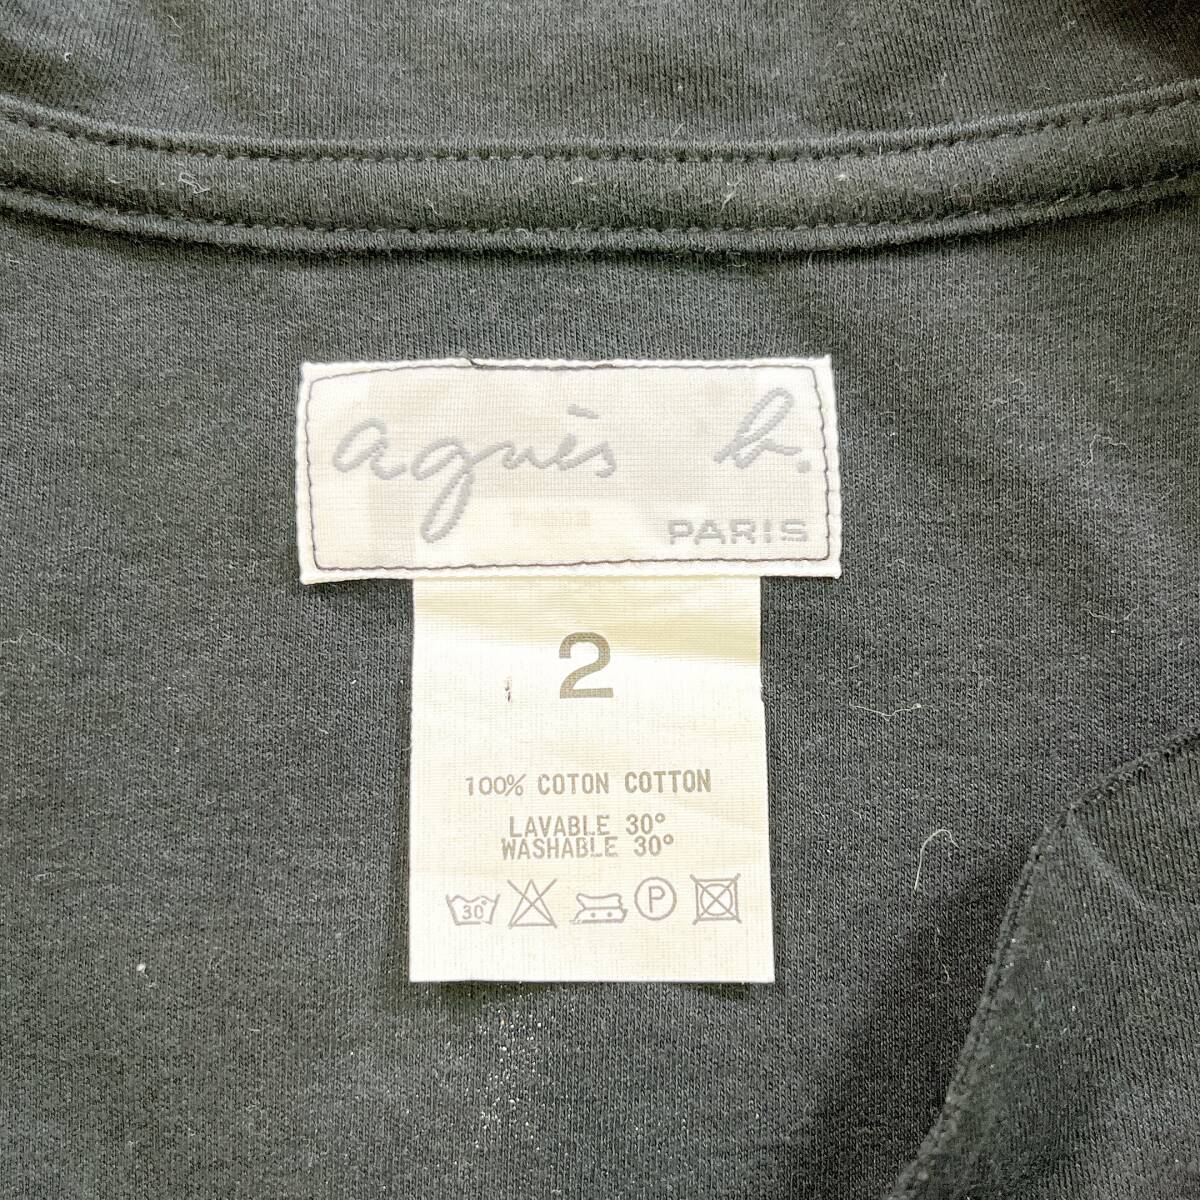 agnès b.
PARIS
2
100% COTON COTTON
LAVABLE 30°
WASHABLE 30°
30° P